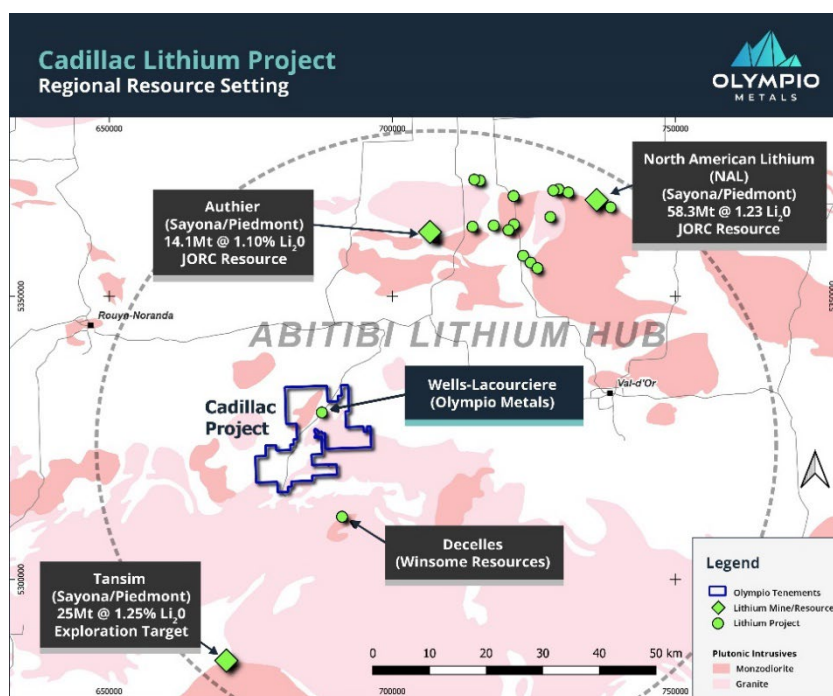 Cadillac Lithium Project
Regional Resource Setting
OLYMPIO
METALS
650000
700000
750000
North American Lithium
(NAL)
(Sayona/Piedmont)
58.3Mt @ 1.23 Li₂0
JORC Resource
Authier
(Sayona/Piedmont)
14.1Mt @ 1.10% Li₂0
JORC Resource
5350000
5350000
Rouyn-Noranda
ABITIBI LITHIUM HUB
Wells-Lacourciere
(Olympio Metals)
Val-d'Or
Cadillac
Project
Decelles
(Winsome Resources)
Tansim
(Sayona/Piedmont)
25Mt @ 1.25% Li₂0
Exploration Target
5300000
Legend
Olympio Tenements
Lithium Mine/Resource
Lithium Project
Plutonic Intrusives
Monzodiorite
Granite
0 10 20 30 40 50 km
650000
700000
750000